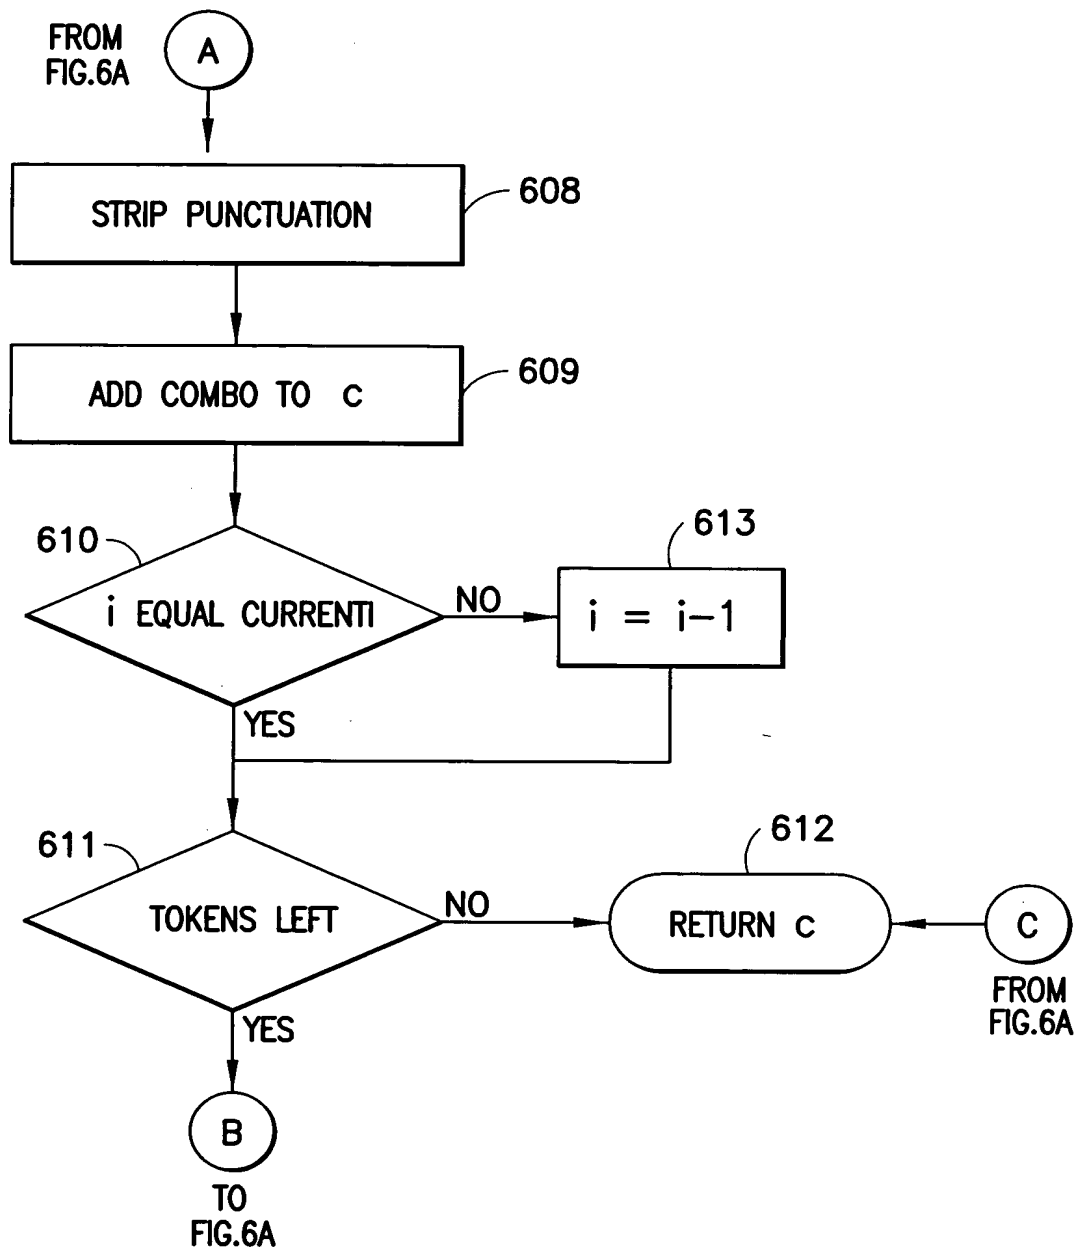 FROM
FIG.6A
A
STRIP PUNCTUATION
608
ADD COMBO TO c
609
610
i EQUAL CURRENTI
NO
613
i = i-1
YES
611
TOKENS LEFT
NO
612
RETURN c
C
FROM
FIG.6A
YES
B
TO
FIG.6A